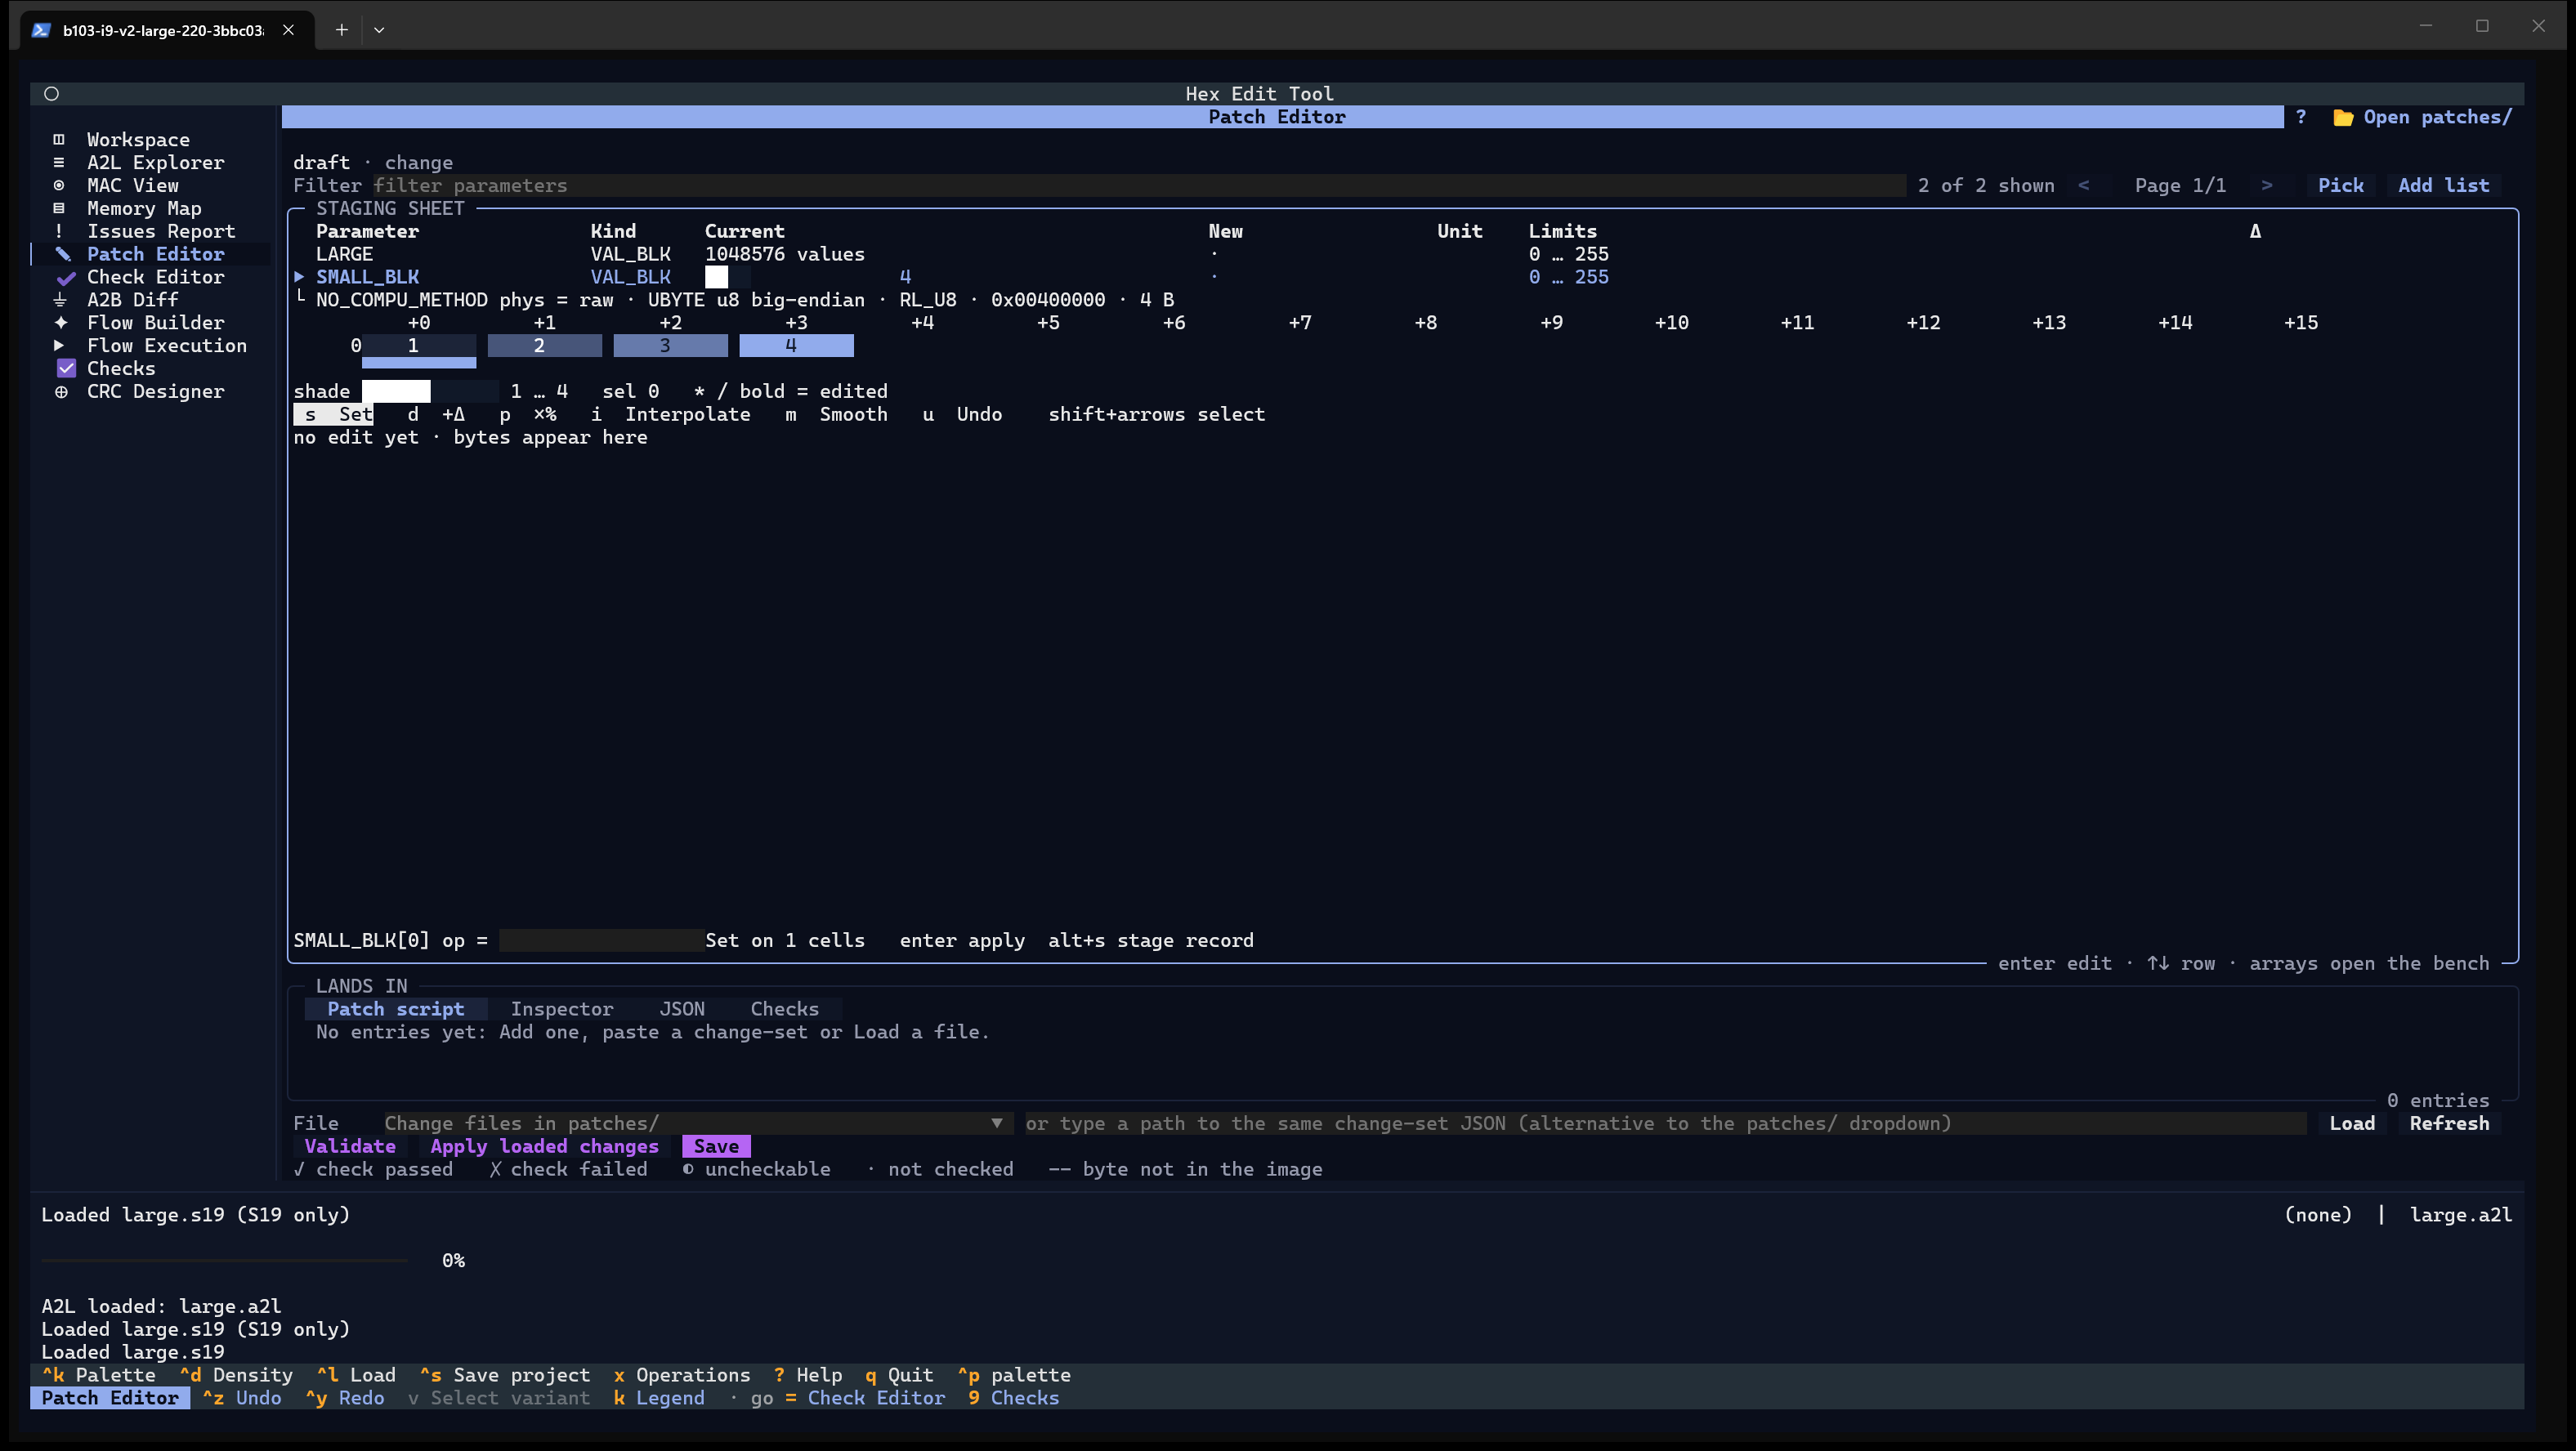 b103-i9-v2-large-220-3bbc03
Hex Edit Tool
Patch Editor ? Open patches/
Workspace
A2L Explorer
MAC View
Memory Map
! Issues Report
Patch Editor
Check Editor
A2B Diff
Flow Builder
Flow Execution
Checks
CRC Designer
draft · change
Filter filter parameters 2 of 2 shown < Page 1/1 > Pick Add list
STAGING SHEET
Parameter Kind Current New Unit Limits Δ
LARGE VAL_BLK 1048576 values · 0 … 255
▶ SMALL_BLK VAL_BLK 4 · 0 … 255
└ NO_COMPU_METHOD phys = raw · UBYTE u8 big-endian · RL_U8 · 0x00400000 · 4 B
+0 +1 +2 +3 +4 +5 +6 +7 +8 +9 +10 +11 +12 +13 +14 +15
0 1 2 3 4
shade 1 … 4 sel 0 * / bold = edited
s Set d +Δ p ×% i Interpolate m Smooth u Undo shift+arrows select
no edit yet · bytes appear here
SMALL_BLK[0] op = Set on 1 cells enter apply alt+s stage record
enter edit · ↑↓ row · arrays open the bench
LANDS IN
Patch script Inspector JSON Checks
No entries yet: Add one, paste a change-set or Load a file.
0 entries
File Change files in patches/ ▼ or type a path to the same change-set JSON (alternative to the patches/ dropdown) Load Refresh
Validate Apply loaded changes Save
✓ check passed ✗ check failed ◐ uncheckable · not checked -- byte not in the image
Loaded large.s19 (S19 only) (none) | large.a2l
0%
A2L loaded: large.a2l
Loaded large.s19 (S19 only)
Loaded large.s19
^k Palette ^d Density ^l Load ^s Save project x Operations ? Help q Quit ^p palette
Patch Editor ^z Undo ^y Redo v Select variant k Legend · go = Check Editor 9 Checks